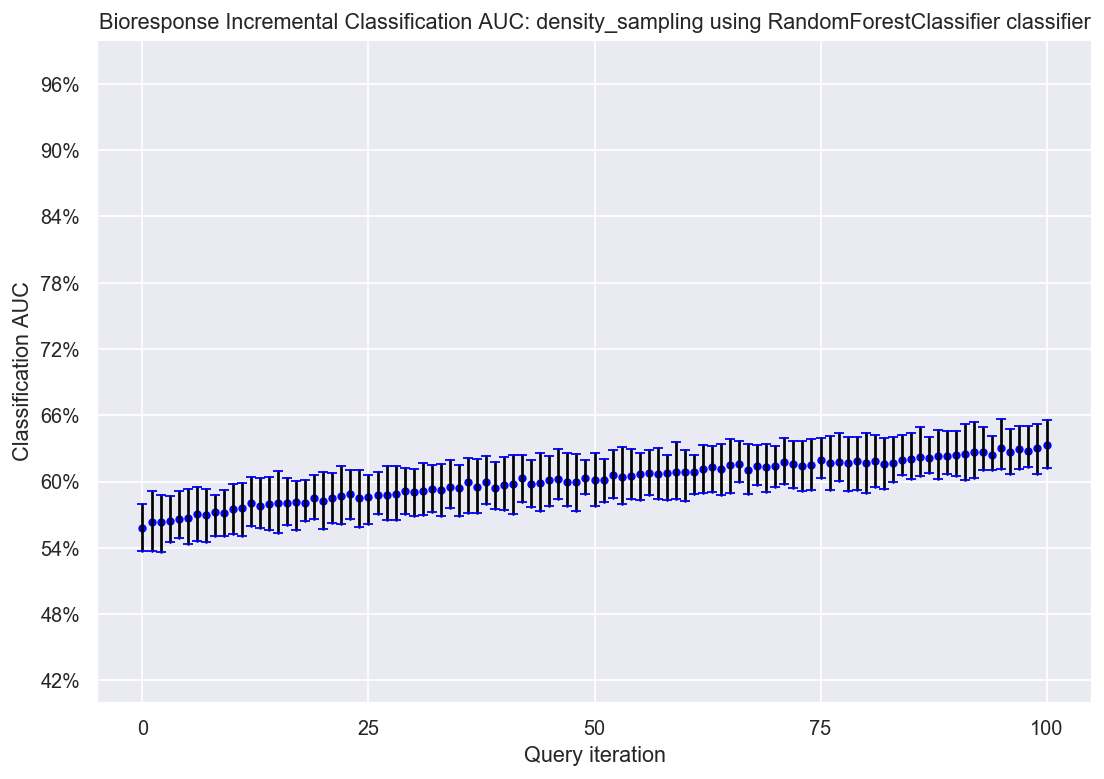 Bioresponse Incremental Classification AUC: density_sampling using RandomForestClassifier classifier
96%
90%
84%
78%
72%
66%
60%
54%
48%
42%
Classification AUC
0 25 50 75 100
Query iteration